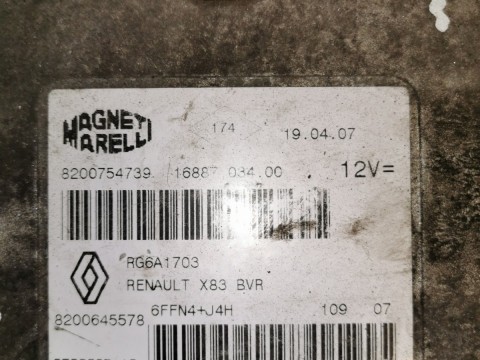 MAGNETI
MARELLI
174
19.04.07
8200754739 16887 034.00 12V=
RG6A1703
RENAULT X83 BVR
8200645578 6FFN4+J4H 109 07